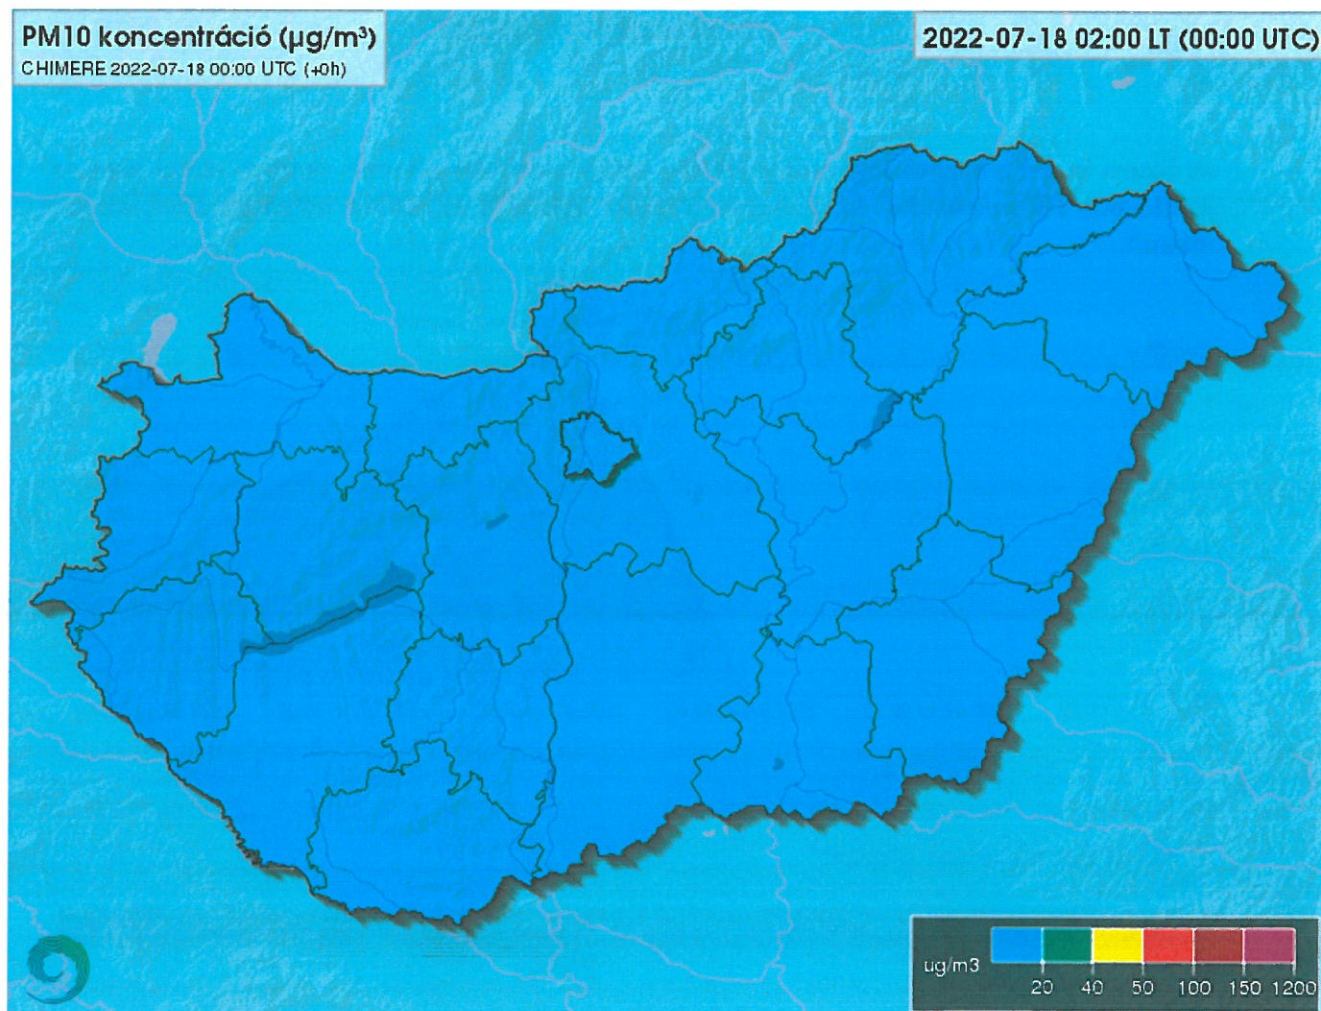 PM10 koncentráció (µg/m³)
CHIMERE 2022-07-18 00:00 UTC (+0h)
2022-07-18 02:00 LT (00:00 UTC)
ug/m3
20 40 50 100 150 1200